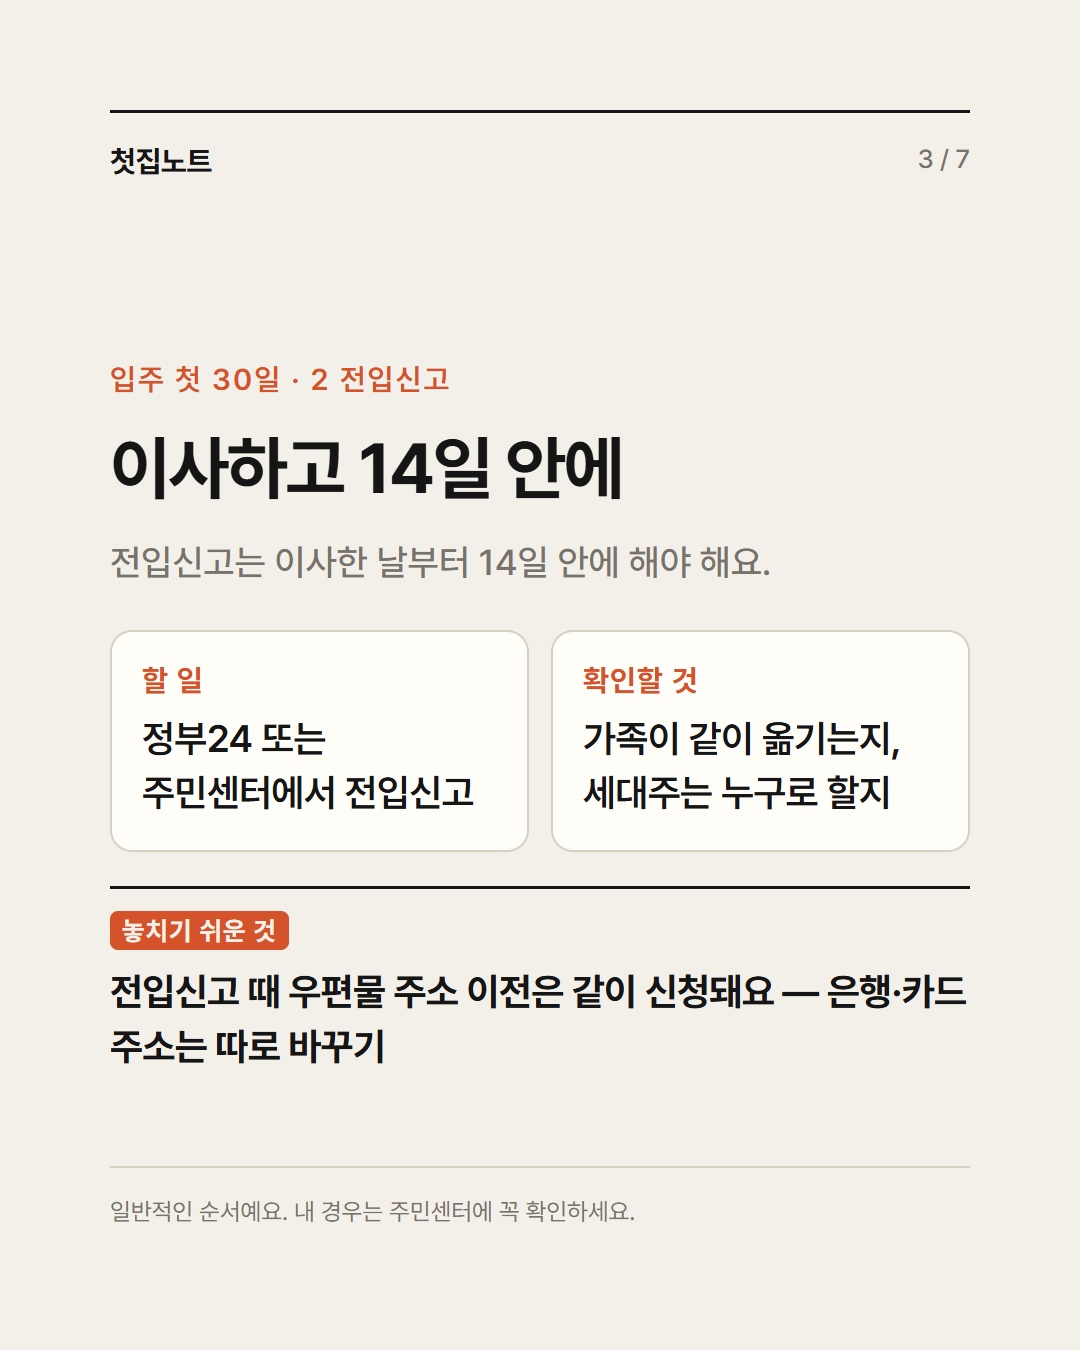 첫집노트
3 / 7
입주 첫 30일 · 2 전입신고
이사하고 14일 안에
전입신고는 이사한 날부터 14일 안에 해야 해요.
할 일
정부24 또는
주민센터에서 전입신고
확인할 것
가족이 같이 옮기는지,
세대주는 누구로 할지
놓치기 쉬운 것
전입신고 때 우편물 주소 이전은 같이 신청돼요 — 은행·카드
주소는 따로 바꾸기
일반적인 순서예요. 내 경우는 주민센터에 꼭 확인하세요.